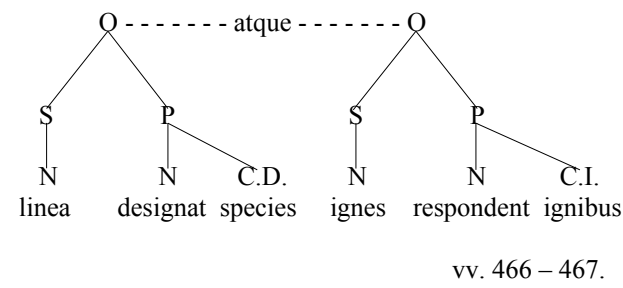 O - - - - - - - atque - - - - - - - O
S P S P
N N C.D. N N C.I.
linea designat species ignes respondent ignibus
vv. 466 – 467.